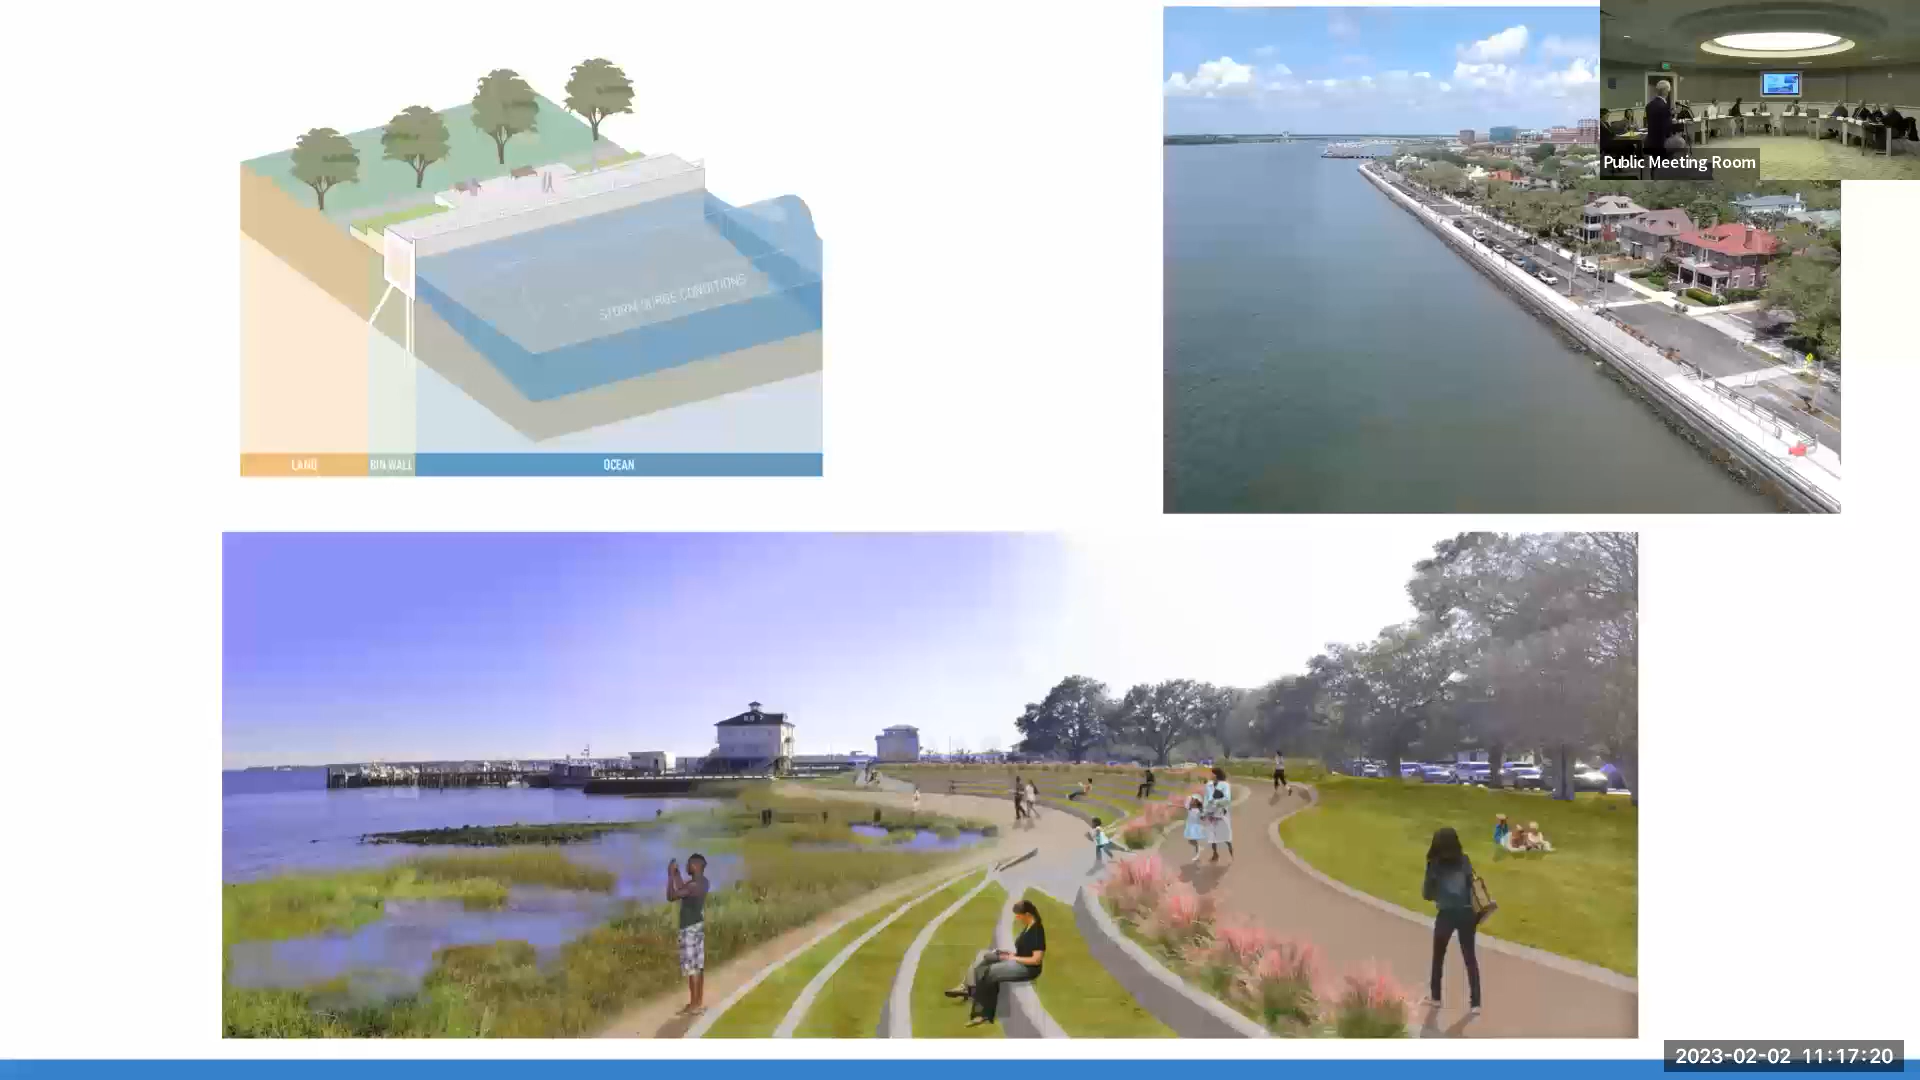 Public Meeting Room
STORM SURGE CONDITIONS
LAND
BIN WALL
OCEAN
2023-02-02 11:17:20